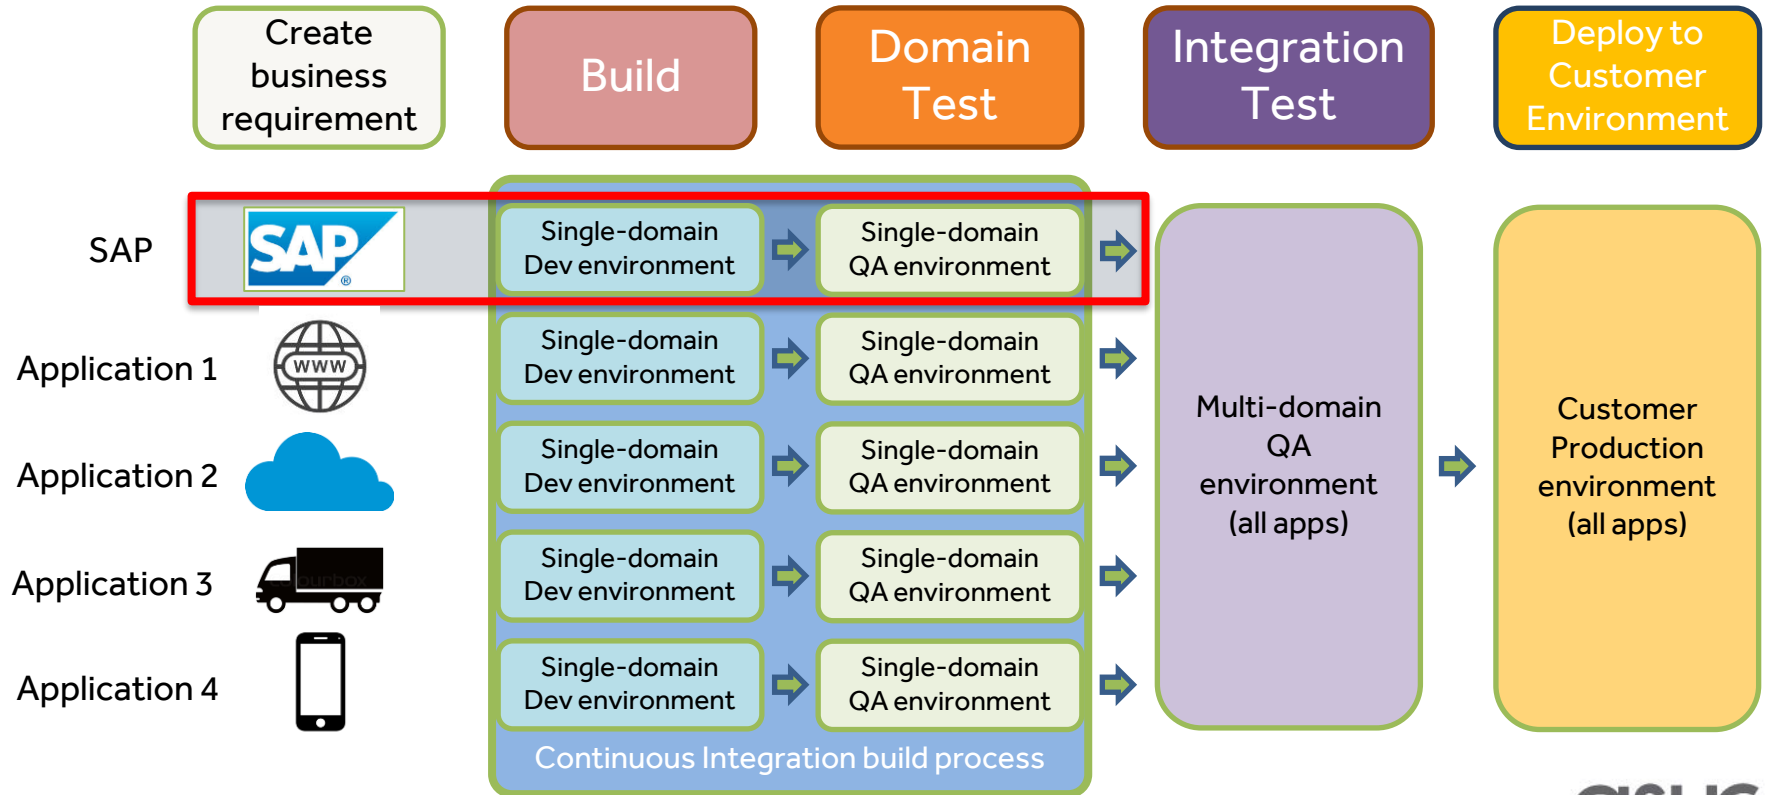 Create
business
requirement
Build
Domain
Test
Integration
Test
Deploy to
Customer
Environment
SAP
SAP
®
Single-domain
Dev environment
Single-domain
QA environment
Application 1
WWW
Single-domain
Dev environment
Single-domain
QA environment
Application 2
Single-domain
Dev environment
Single-domain
QA environment
Application 3
Single-domain
Dev environment
Single-domain
QA environment
Application 4
Single-domain
Dev environment
Single-domain
QA environment
Multi-domain
QA
environment
(all apps)
Customer
Production
environment
(all apps)
Continuous Integration build process